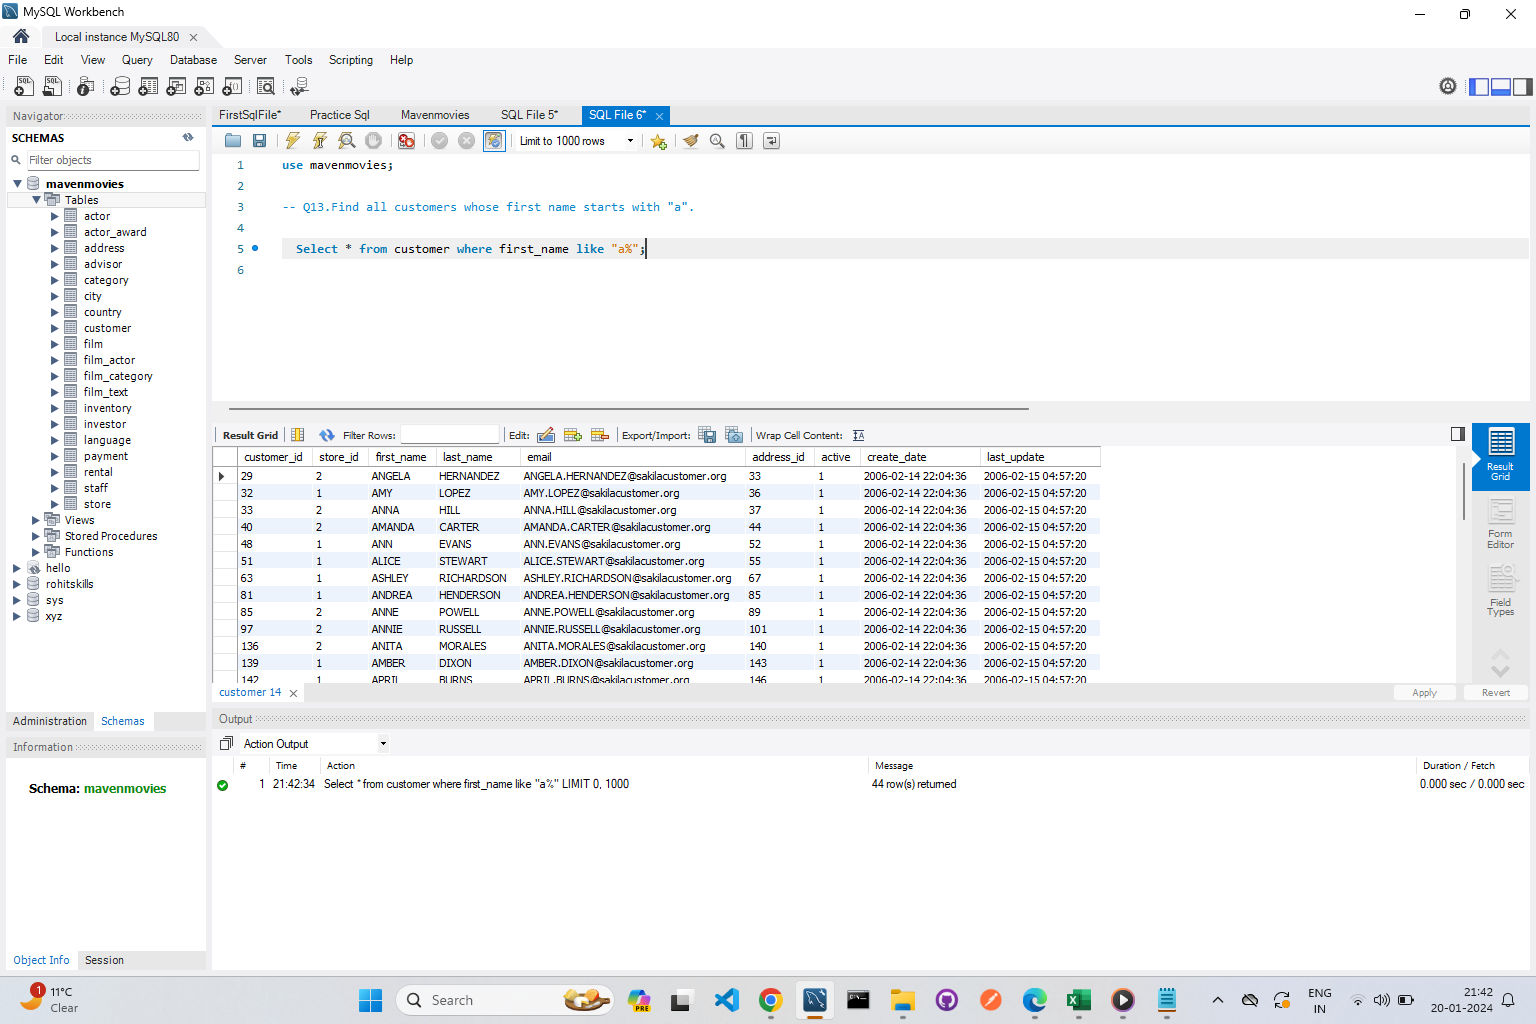 MySQL Workbench
Local instance MySQL80
File Edit View Query Database Server Tools Scripting Help
Navigator
SCHEMAS
Filter objects
mavenmovies
Tables
actor
actor_award
address
advisor
category
city
country
customer
film
film_actor
film_category
film_text
inventory
investor
language
payment
rental
staff
store
Views
Stored Procedures
Functions
hello
rohitskills
sys
xyz
Administration Schemas
Information
Schema: mavenmovies
Object Info Session
FirstSqlFile* Practice Sql Mavenmovies SQL File 5* SQL File 6*
Limit to 1000 rows
1 use mavenmovies;
2
3 -- Q13.Find all customers whose first name starts with "a".
4
5 Select * from customer where first_name like "a%";
6
Result Grid Filter Rows: Edit: Export/Import: Wrap Cell Content:
customer_id store_id first_name last_name email address_id active create_date last_update
29 2 ANGELA HERNANDEZ ANGELA.HERNANDEZ@sakilacustomer.org 33 1 2006-02-14 22:04:36 2006-02-15 04:57:20
32 1 AMY LOPEZ AMY.LOPEZ@sakilacustomer.org 36 1 2006-02-14 22:04:36 2006-02-15 04:57:20
33 2 ANNA HILL ANNA.HILL@sakilacustomer.org 37 1 2006-02-14 22:04:36 2006-02-15 04:57:20
40 2 AMANDA CARTER AMANDA.CARTER@sakilacustomer.org 44 1 2006-02-14 22:04:36 2006-02-15 04:57:20
48 1 ANN EVANS ANN.EVANS@sakilacustomer.org 52 1 2006-02-14 22:04:36 2006-02-15 04:57:20
51 1 ALICE STEWART ALICE.STEWART@sakilacustomer.org 55 1 2006-02-14 22:04:36 2006-02-15 04:57:20
63 1 ASHLEY RICHARDSON ASHLEY.RICHARDSON@sakilacustomer.org 67 1 2006-02-14 22:04:36 2006-02-15 04:57:20
81 1 ANDREA HENDERSON ANDREA.HENDERSON@sakilacustomer.org 85 1 2006-02-14 22:04:36 2006-02-15 04:57:20
85 2 ANNE POWELL ANNE.POWELL@sakilacustomer.org 89 1 2006-02-14 22:04:36 2006-02-15 04:57:20
97 2 ANNIE RUSSELL ANNIE.RUSSELL@sakilacustomer.org 101 1 2006-02-14 22:04:36 2006-02-15 04:57:20
136 2 ANITA MORALES ANITA.MORALES@sakilacustomer.org 140 1 2006-02-14 22:04:36 2006-02-15 04:57:20
139 1 AMBER DIXON AMBER.DIXON@sakilacustomer.org 143 1 2006-02-14 22:04:36 2006-02-15 04:57:20
142 1 APRIL BURNS APRIL.BURNS@sakilacustomer.org 146 1 2006-02-14 22:04:36 2006-02-15 04:57:20
Result
Grid
Form
Editor
Field
Types
customer 14
Apply Revert
Output
Action Output
# Time Action Message Duration / Fetch
1 21:42:34 Select * from customer where first_name like "a%" LIMIT 0, 1000 44 row(s) returned 0.000 sec / 0.000 sec
1
11°C
Clear
Search
PRE
ENG
IN
21:42
20-01-2024